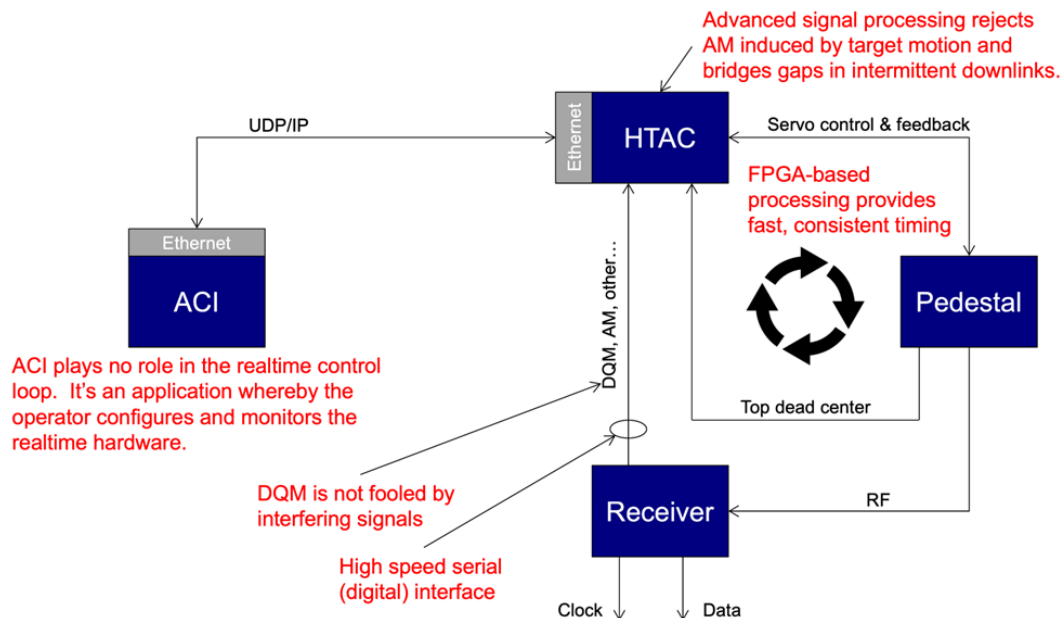 Advanced signal processing rejects
AM induced by target motion and
bridges gaps in intermittent downlinks.
UDP/IP
Ethernet
HTAC
Servo control & feedback
FPGA-based
processing provides
fast, consistent timing
Ethernet
ACI
DQM, AM, other…
Pedestal
ACI plays no role in the realtime control
loop.  It's an application whereby the
operator configures and monitors the
realtime hardware.
Top dead center
DQM is not fooled by
interfering signals
Receiver
RF
High speed serial
(digital) interface
Clock
Data